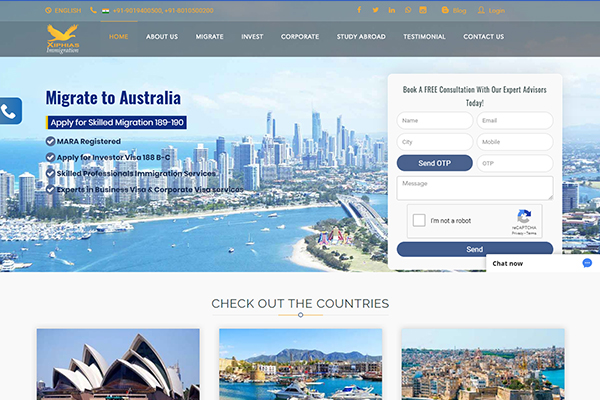 ENGLISH
+91-9019400500, +91-8010500200
Blog
Login
XIPHIAS
Immigration
HOME
ABOUT US
MIGRATE
INVEST
CORPORATE
STUDY ABROAD
TESTIMONIAL
CONTACT US
Migrate to Australia
Apply for Skilled Migration 189-190
MARA Registered
Apply for Investor Visa 188 B-C
Skilled Professionals Immigration Services
Experts in Business Visa & Corporate Visa services
Book A FREE Consultation With Our Expert Advisors
Today!
Name
Email
City
Mobile
Send OTP
OTP
Message
I'm not a robot
reCAPTCHA
Privacy - Terms
Send
Chat now
CHECK OUT THE COUNTRIES